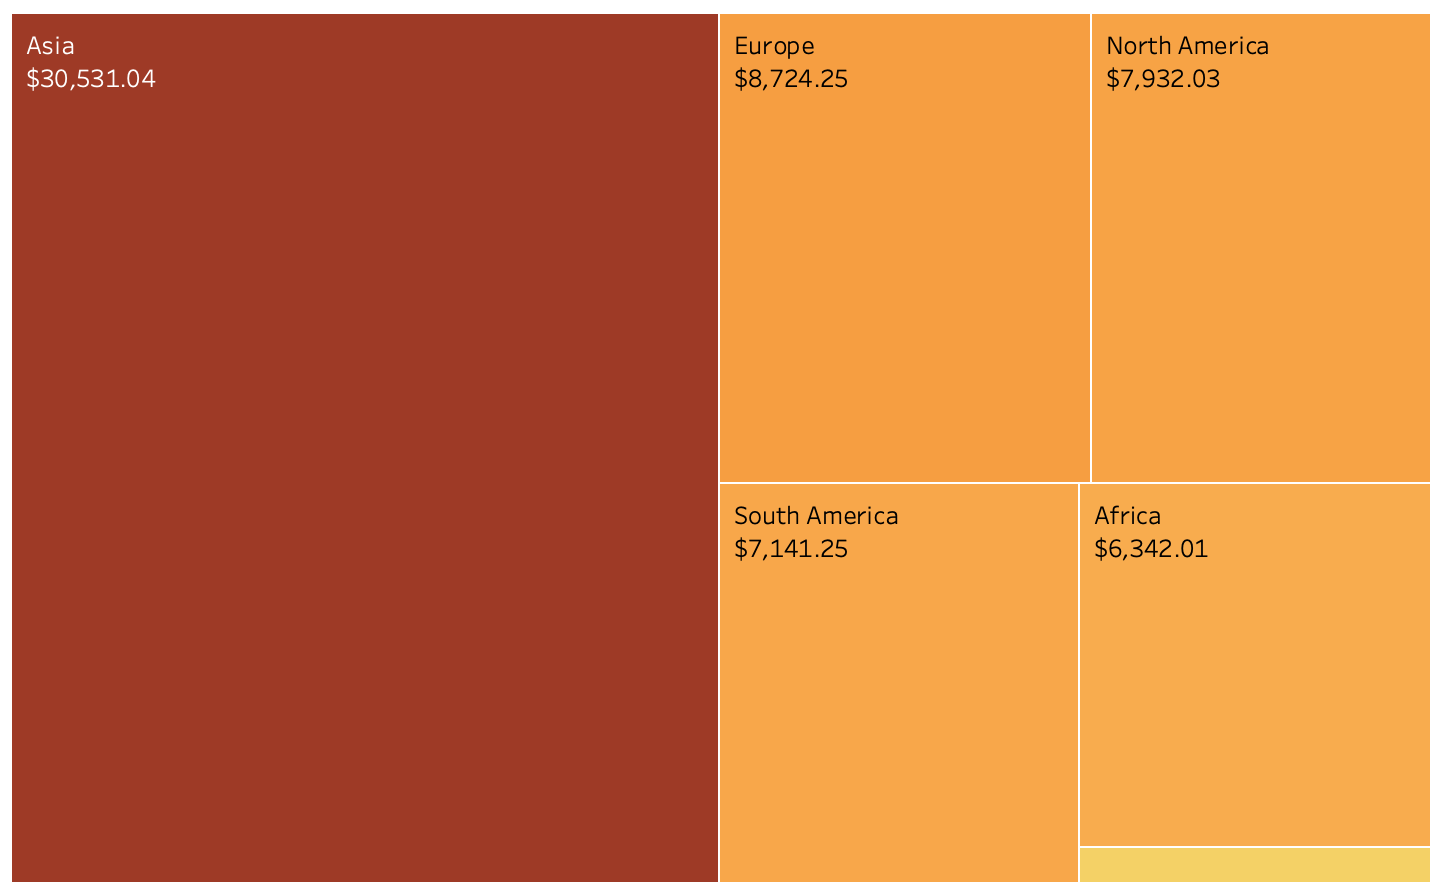 Asia
$30,531.04
Europe
$8,724.25
North America
$7,932.03
South America
$7,141.25
Africa
$6,342.01